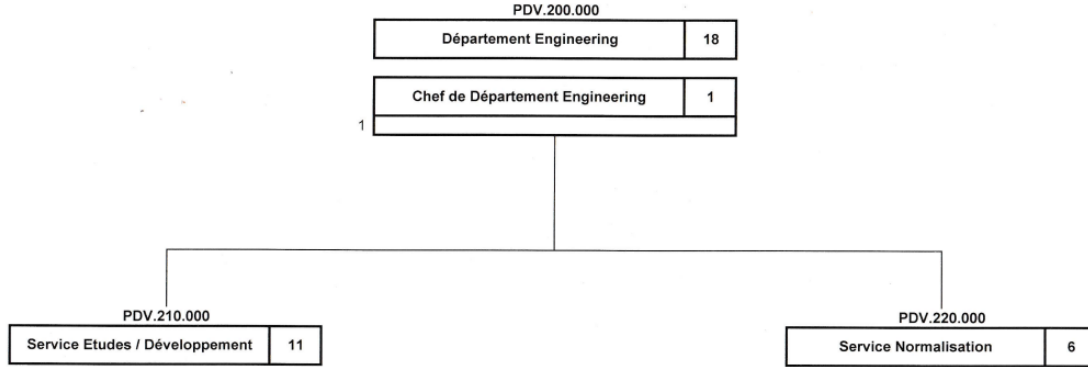 PDV.200.000
Département Engineering 18
Chef de Département Engineering 1
1
PDV.210.000
Service Etudes / Développement 11
PDV.220.000
Service Normalisation 6